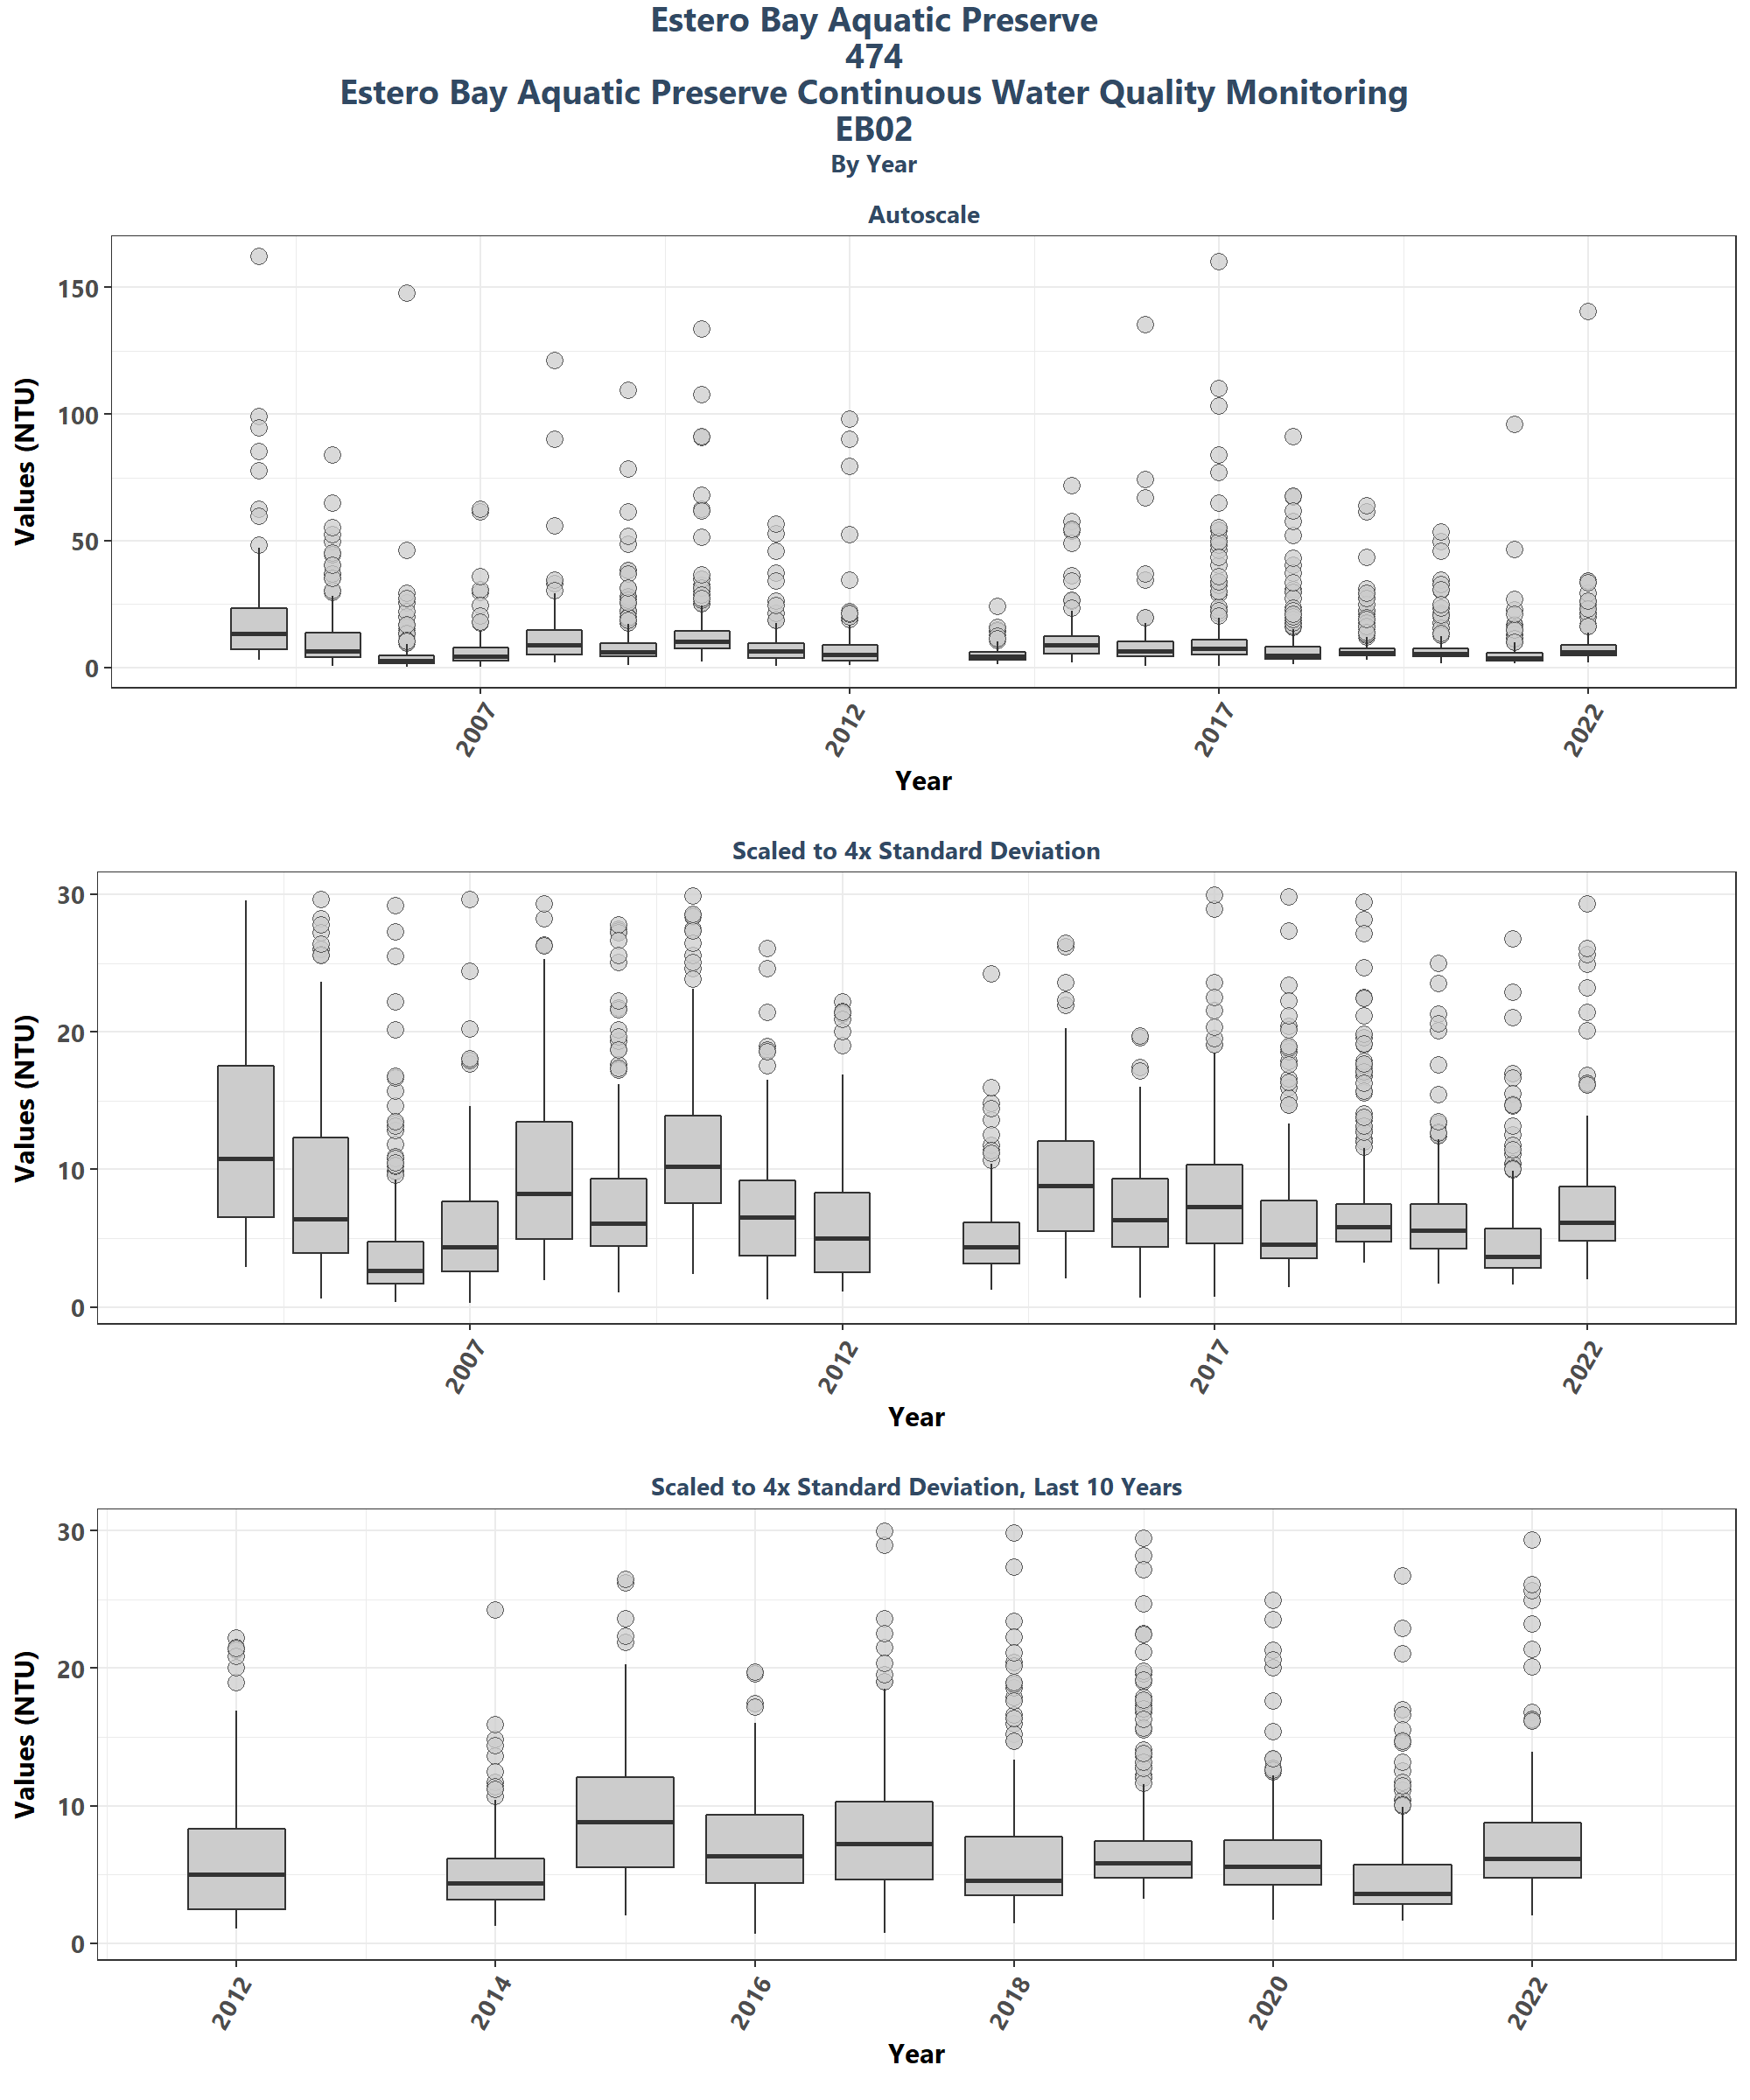 Estero Bay Aquatic Preserve
474
Estero Bay Aquatic Preserve Continuous Water Quality Monitoring
EB02
By Year
Autoscale
Values (NTU)
150
100
50
0
2007
2012
2017
2022
Year
Scaled to 4x Standard Deviation
Values (NTU)
30
20
10
0
2007
2012
2017
2022
Year
Scaled to 4x Standard Deviation, Last 10 Years
Values (NTU)
30
20
10
0
2012
2014
2016
2018
2020
2022
Year